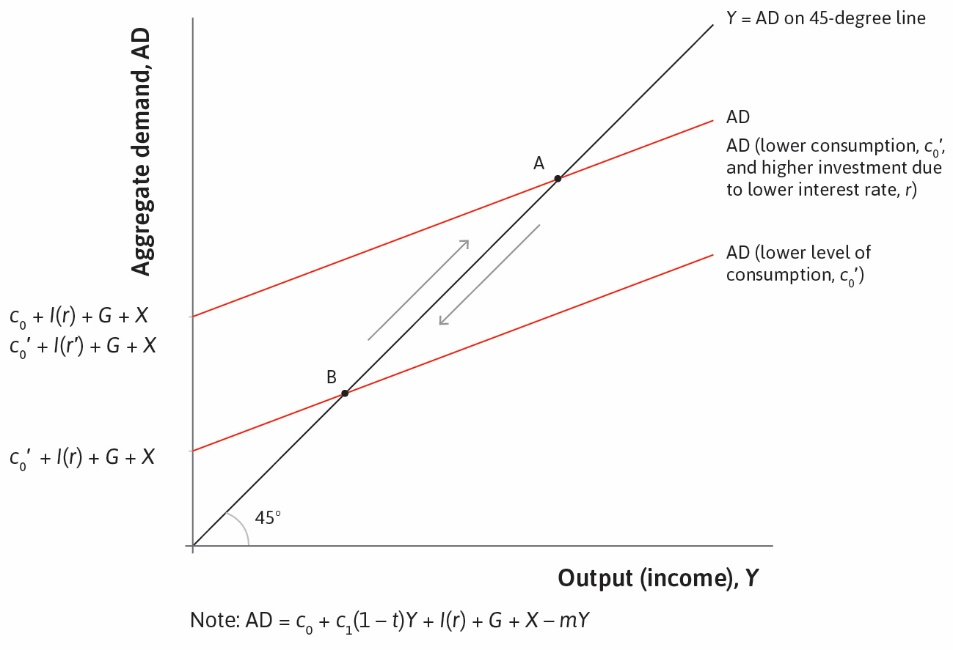 Y = AD on 45-degree line
Aggregate demand, AD
AD
AD (lower consumption, c₀′,
and higher investment due
to lower interest rate, r)
A
AD (lower level of
consumption, c₀′)
c₀ + I(r) + G + X
c₀′ + I(r′) + G + X
B
c₀′ + I(r) + G + X
45°
Output (income), Y
Note: AD = c₀ + c₁(1 – t)Y + I(r) + G + X – mY